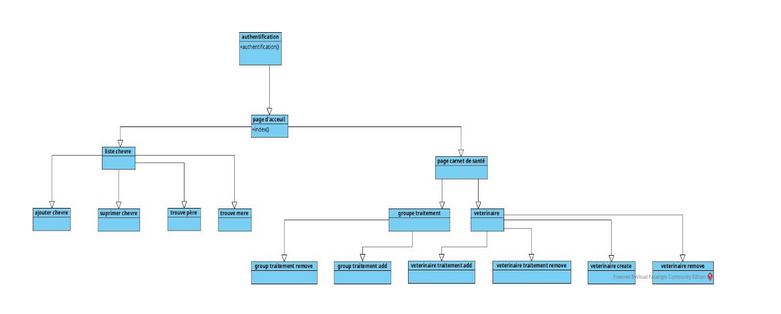 authentification
+authentification()
page d'acceuil
+index()
liste chevre
page carnet de santé
ajouter chevre
suprimer chevre
trouve père
trouve mere
groupe traitement
veterinaire
group traitement remove
group traitement add
veterinaire traitement add
veterinaire traitement remove
veterinaire create
veterinaire remove
Powered By Visual Paradigm Community Edition